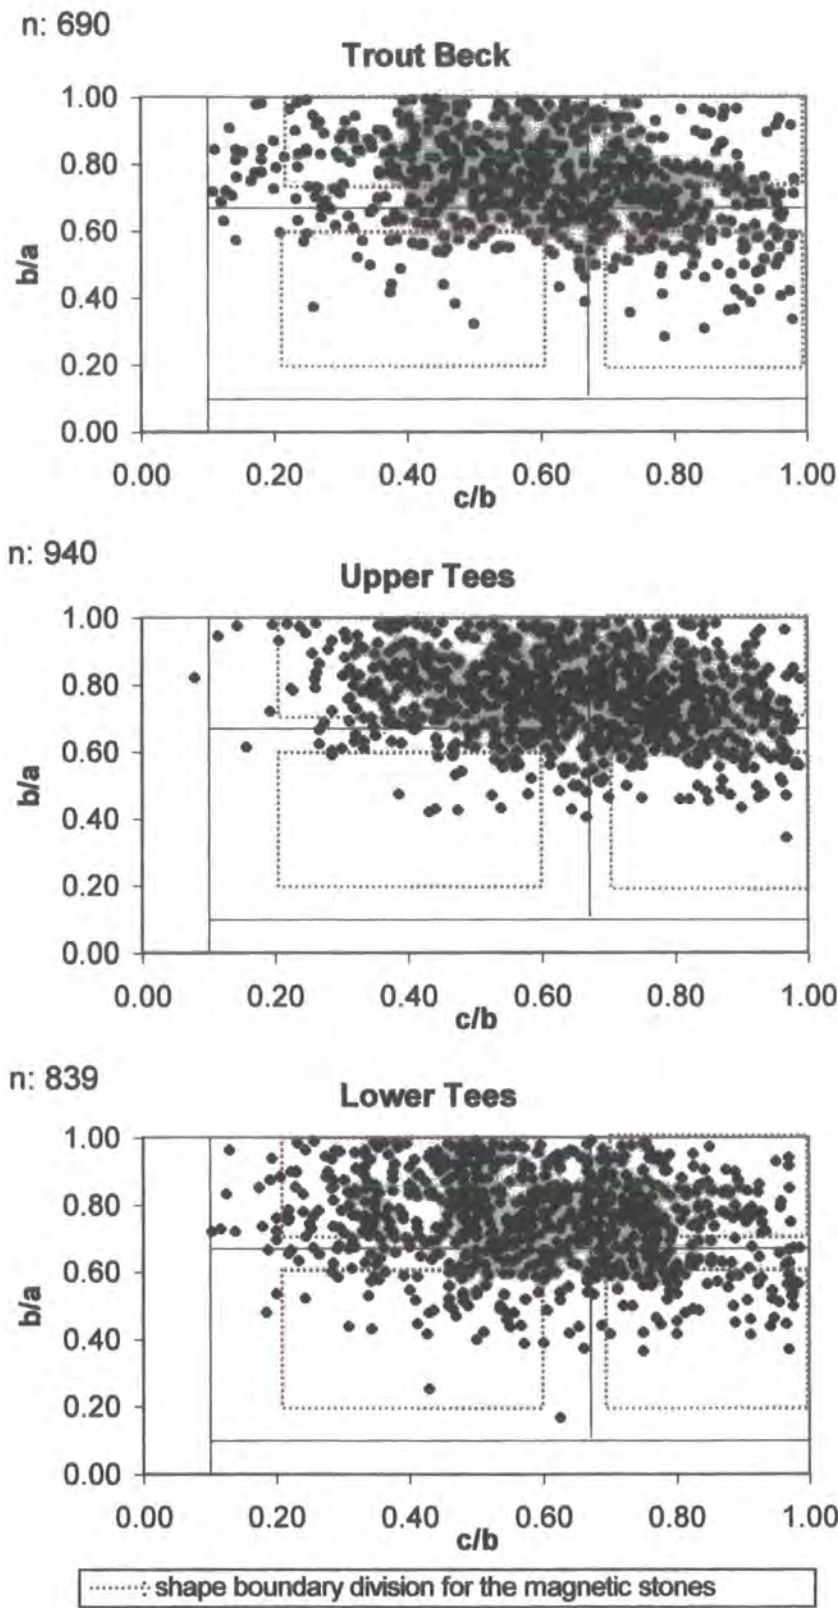 n: 690
Trout Beck
1.00
0.80
0.60
0.40
0.20
0.00
b/a
0.00 0.20 0.40 0.60 0.80 1.00
c/b
n: 940
Upper Tees
1.00
0.80
0.60
0.40
0.20
0.00
b/a
0.00 0.20 0.40 0.60 0.80 1.00
c/b
n: 839
Lower Tees
1.00
0.80
0.60
0.40
0.20
0.00
b/a
0.00 0.20 0.40 0.60 0.80 1.00
c/b
shape boundary division for the magnetic stones